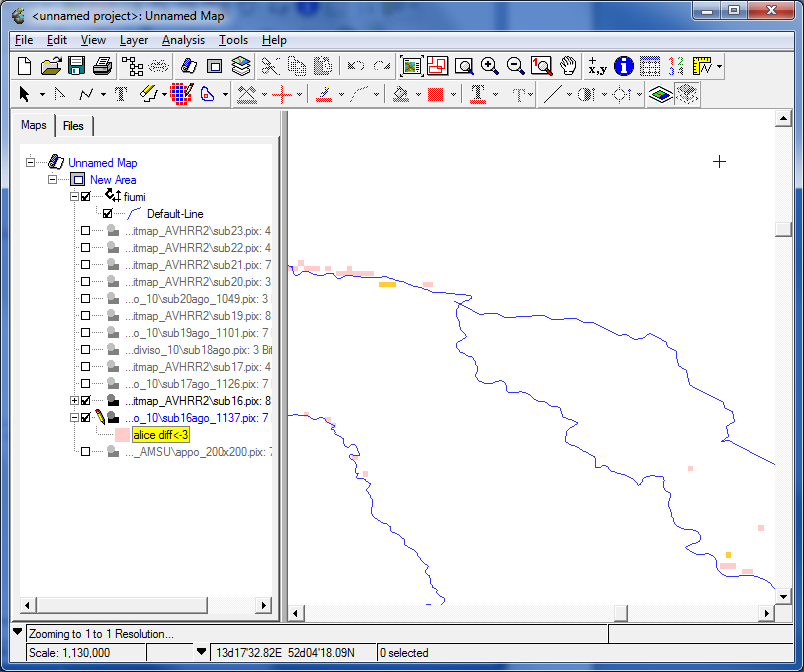 <unnamed project>: Unnamed Map
File Edit View Layer Analysis Tools Help
+x,y
1 2
3 4
Maps Files
Unnamed Map
New Area
fiumi
Default-Line
...itmap_AVHRR2\sub23.pix: 4
...itmap_AVHRR2\sub22.pix: 4
...itmap_AVHRR2\sub21.pix: 7
...itmap_AVHRR2\sub20.pix: 3
...o_10\sub20ago_1049.pix: 3
...itmap_AVHRR2\sub19.pix: 8
...o_10\sub19ago_1101.pix: 7
...diviso_10\sub18ago.pix: 3 Bit
...itmap_AVHRR2\sub17.pix: 4
...o_10\sub17ago_1126.pix: 7
...itmap_AVHRR2\sub16.pix: 8
...o_10\sub16ago_1137.pix: 7
alice diff<-3
..._AMSU\appo_200x200.pix: 7
Zooming to 1 to 1 Resolution...
Scale: 1,130,000 13d17'32.82E 52d04'18.09N 0 selected